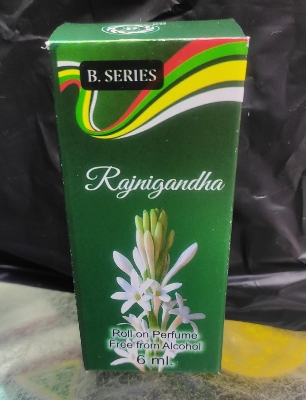 B. SERIES
Rajnigandha
Roll on Perfume
Free from Alcohol
6 ml.